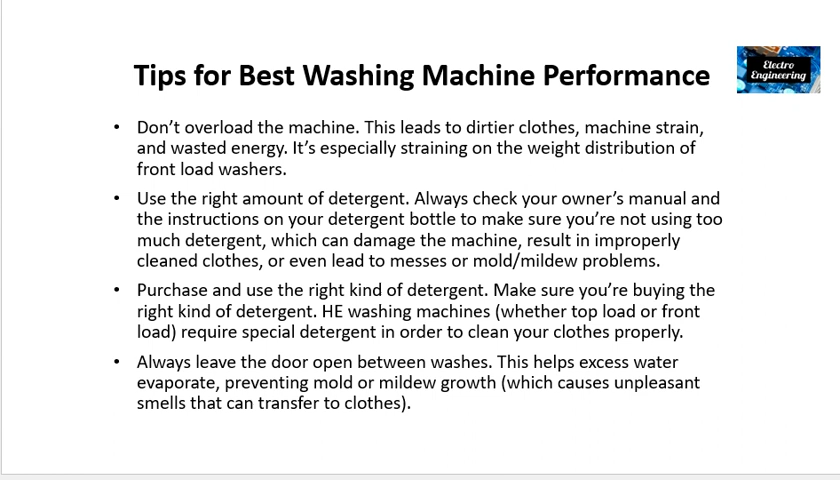 Tips for Best Washing Machine Performance
Electro
Engineering
• Don’t overload the machine. This leads to dirtier clothes, machine strain,
and wasted energy. It’s especially straining on the weight distribution of
front load washers.
• Use the right amount of detergent. Always check your owner’s manual and
the instructions on your detergent bottle to make sure you’re not using too
much detergent, which can damage the machine, result in improperly
cleaned clothes, or even lead to messes or mold/mildew problems.
• Purchase and use the right kind of detergent. Make sure you’re buying the
right kind of detergent. HE washing machines (whether top load or front
load) require special detergent in order to clean your clothes properly.
• Always leave the door open between washes. This helps excess water
evaporate, preventing mold or mildew growth (which causes unpleasant
smells that can transfer to clothes).